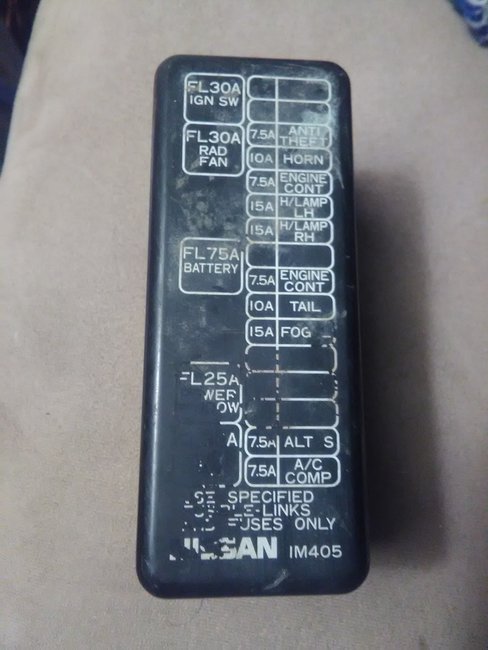 FL30A
IGN SW
FL30A
RAD
FAN
7.5A ANTI
THEFT
10A HORN
7.5A ENGINE
CONT
15A H/LAMP
LH
15A H/LAMP
RH
FL75A
BATTERY
7.5A ENGINE
CONT
10A TAIL
15A FOG
FL25A
A
7.5A ALT S
7.5A A/C
COMP
SPECIFIED
FUSES ONLY
NISSAN IM405